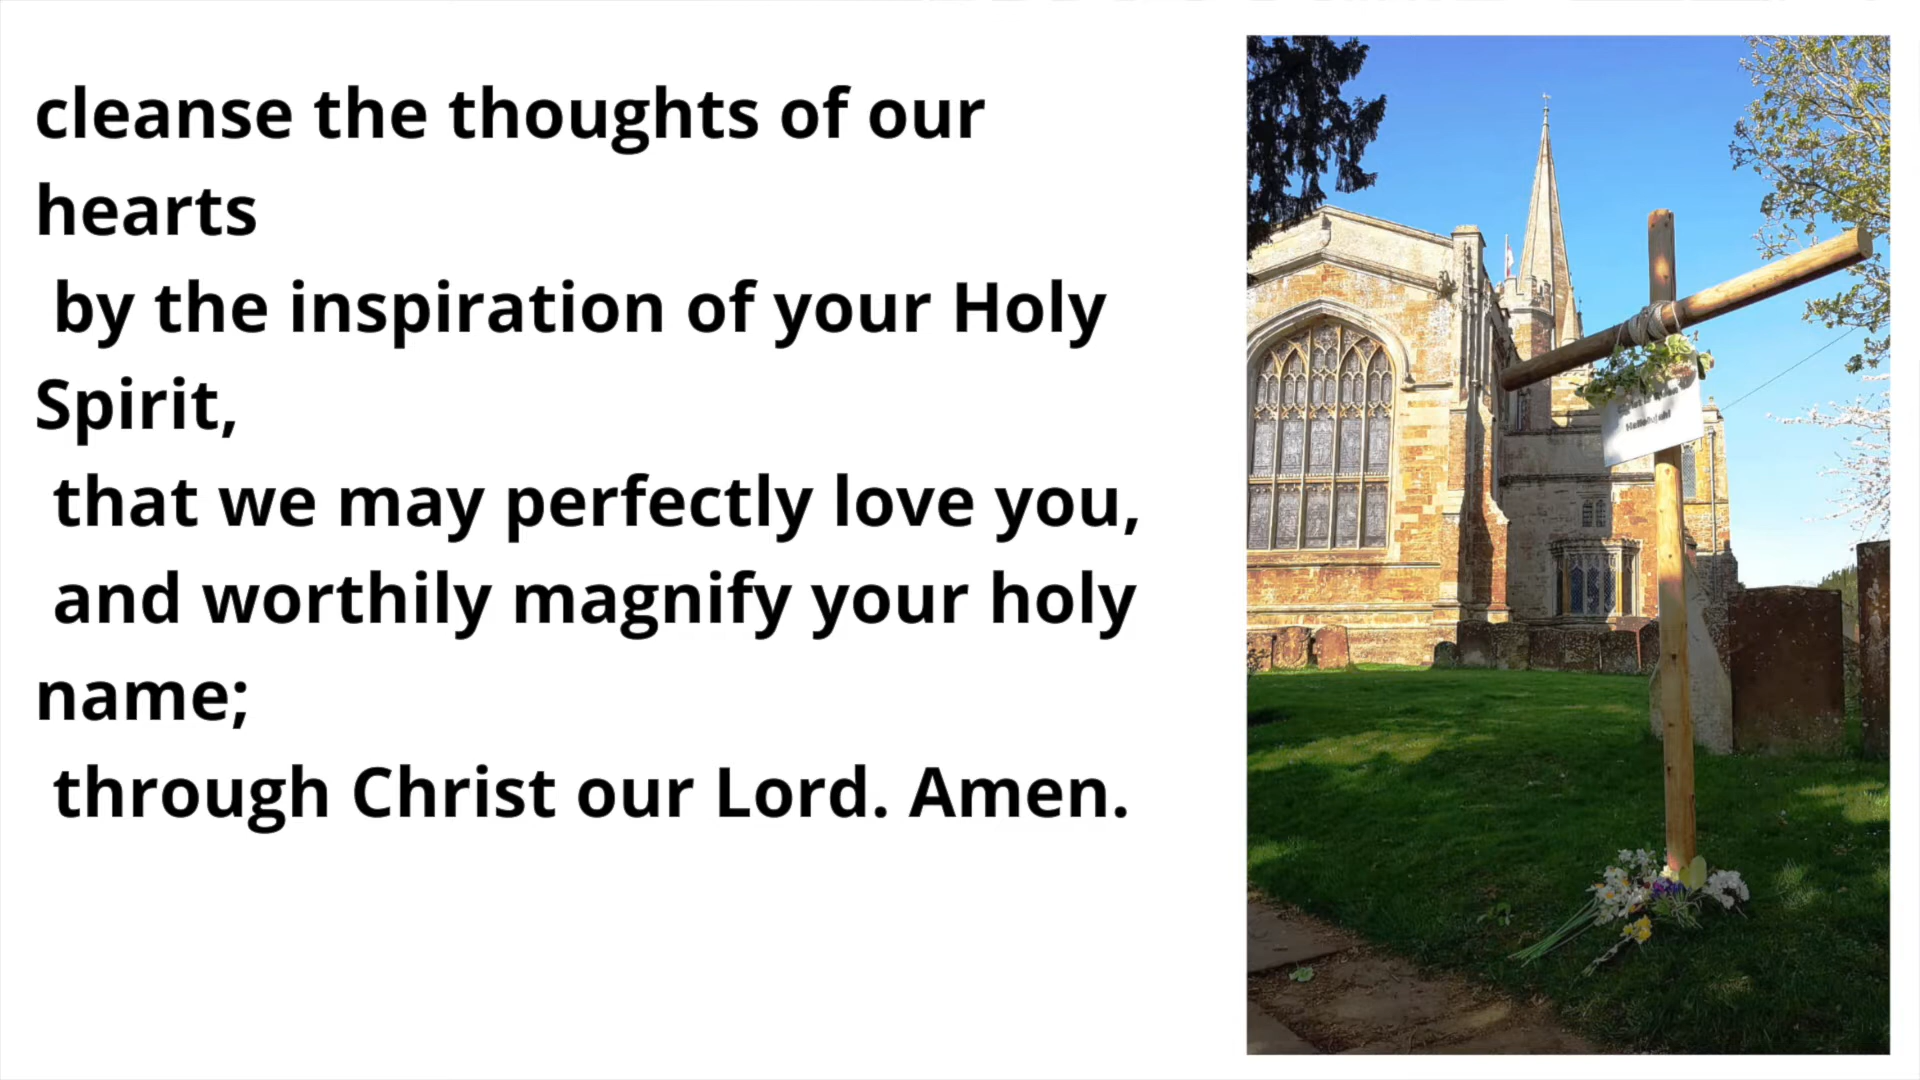 cleanse the thoughts of our
hearts
by the inspiration of your Holy
Spirit,
that we may perfectly love you,
and worthily magnify your holy
name;
through Christ our Lord. Amen.
Hallelujah!